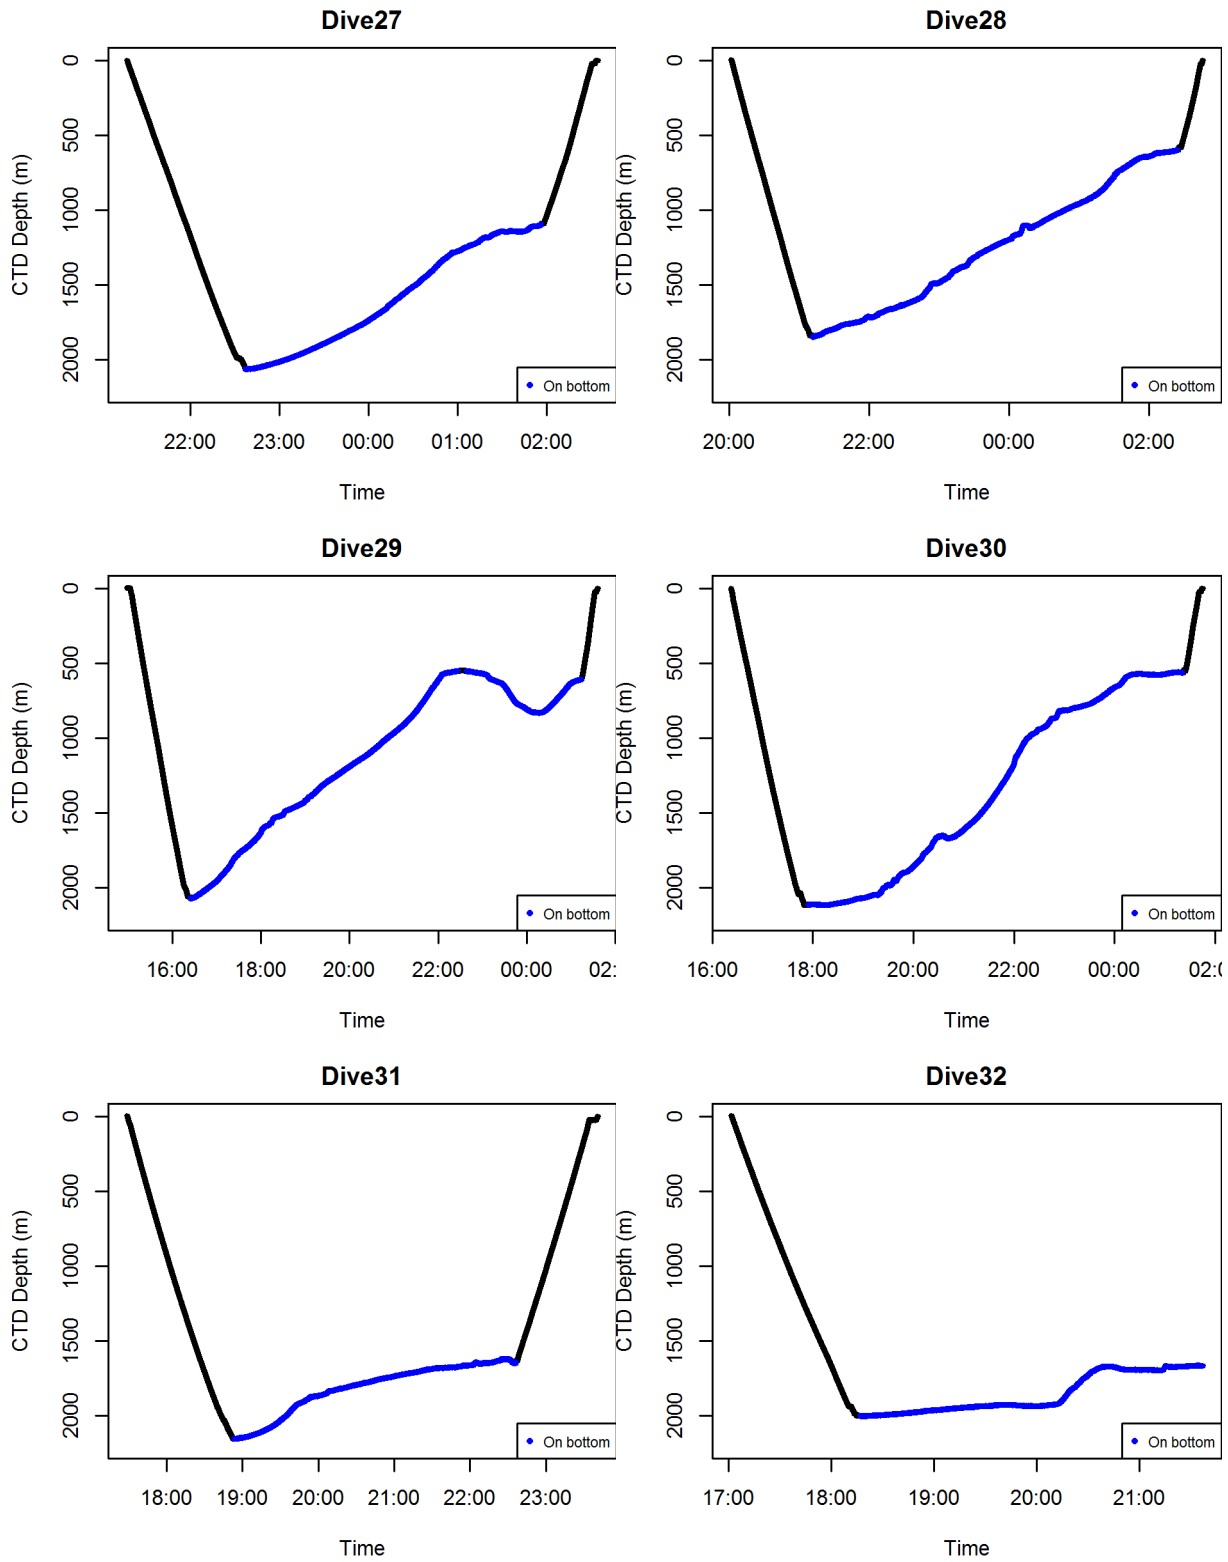 Dive27
CTD Depth (m)
0
500
1000
1500
2000
On bottom
22:00 23:00 00:00 01:00 02:00
Time
Dive28
CTD Depth (m)
0
500
1000
1500
2000
On bottom
20:00 22:00 00:00 02:00
Time
Dive29
CTD Depth (m)
0
500
1000
1500
2000
On bottom
16:00 18:00 20:00 22:00 00:00 02:
Time
Dive30
CTD Depth (m)
0
500
1000
1500
2000
On bottom
16:00 18:00 20:00 22:00 00:00 02:0
Time
Dive31
CTD Depth (m)
0
500
1000
1500
2000
On bottom
18:00 19:00 20:00 21:00 22:00 23:00
Time
Dive32
CTD Depth (m)
0
500
1000
1500
2000
On bottom
17:00 18:00 19:00 20:00 21:00
Time